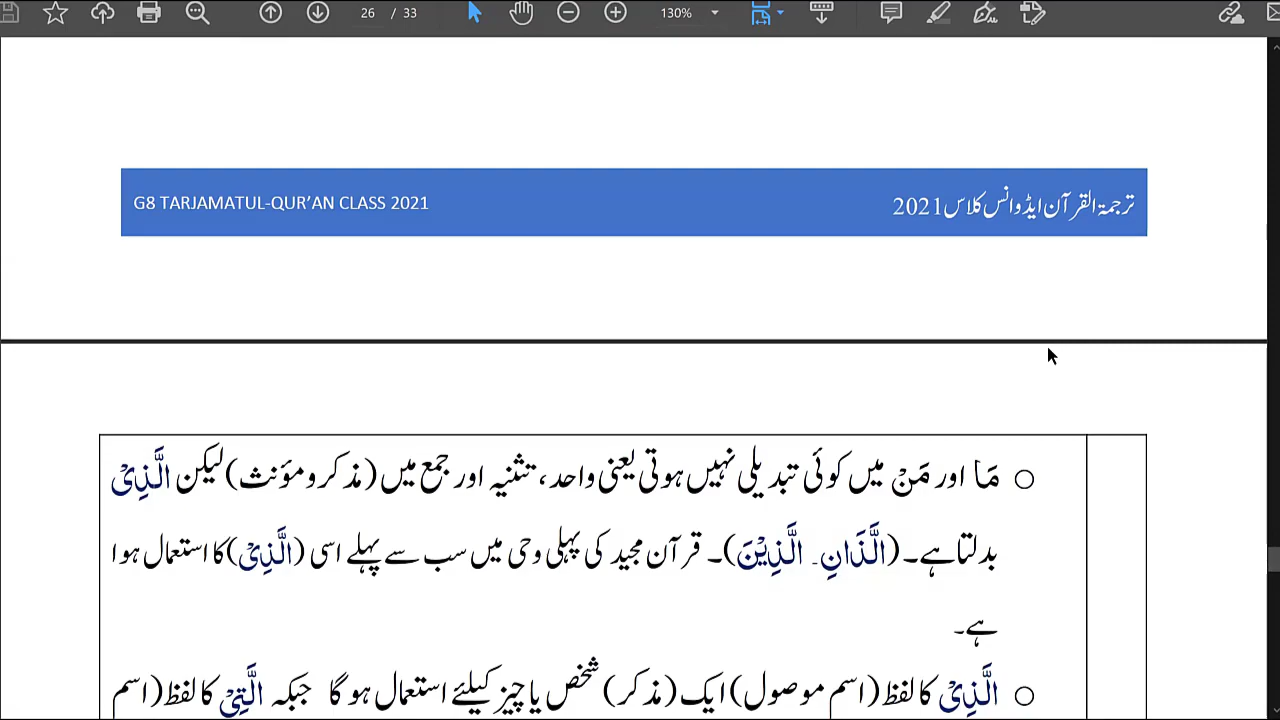 26 / 33 130%
G8 TARJAMATUL-QUR’AN CLASS 2021
ترجمۃ القرآن ایڈوانس کلاس 2021
مَا اور مَنْ میں کوئی تبدیلی نہیں ہوتی یعنی واحد، تثنیہ اور جمع میں (مذکر و مؤنث) لیکن الَّذِیْ
بدلتا ہے۔ (الَّذَانِ۔ الَّذِیْنَ)۔ قرآن مجید کی پہلی وحی میں سب سے پہلے اسی (الَّذِیْ) کا استعمال ہوا
ہے۔
الَّذِیْ کا لفظ (اسم موصول) ایک (مذکر) شخص یا چیز کیلئے استعمال ہو گا جبکہ الَّتِیْ کا لفظ (اسم